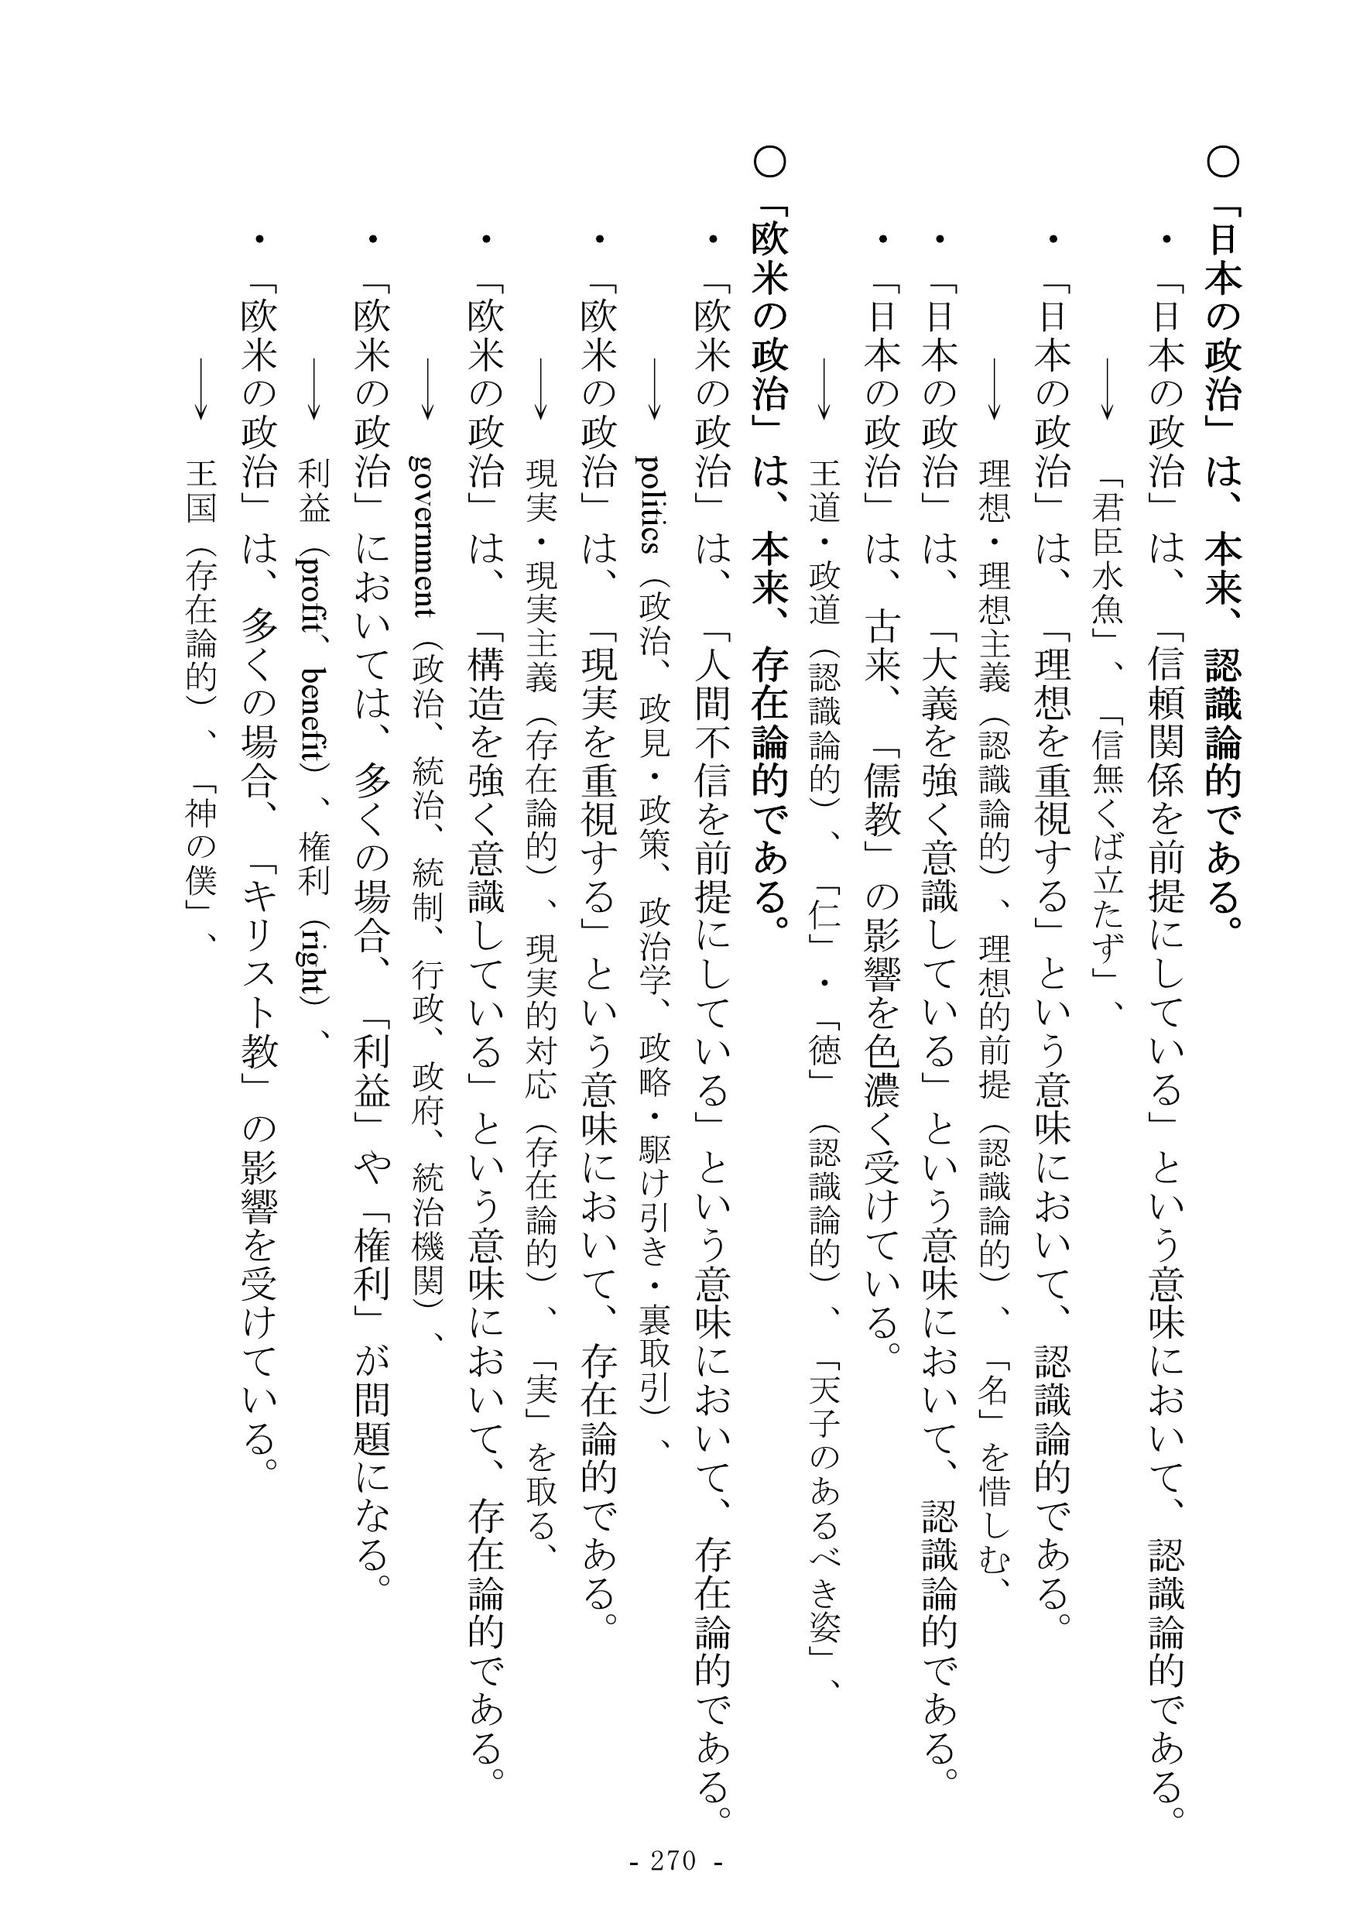 ○「日本の政治」は、本来、認識論的である。
・「日本の政治」は、「信頼関係を前提にしている」という意味において、認識論的である。
→「君臣水魚」、「信無くば立たず」、
・「日本の政治」は、「理想を重視する」という意味において、認識論的である。
→ 理想・理想主義（認識論的）、理想的前提（認識論的）、「名」を惜しむ、
・「日本の政治」は、「大義を強く意識している」という意味において、認識論的である。
・「日本の政治」は、古来、「儒教」の影響を色濃く受けている。
→ 王道・政道（認識論的）、「仁」・「徳」（認識論的）、「天子のあるべき姿」、
○「欧米の政治」は、本来、存在論的である。
・「欧米の政治」は、「人間不信を前提にしている」という意味において、存在論的である。
→ politics（政治、政見・政策、政治学、政略・駆け引き・裏取引）、
・「欧米の政治」は、「現実を重視する」という意味において、存在論的である。
→ 現実・現実主義（存在論的）、現実的対応（存在論的）、「実」を取る、
・「欧米の政治」は、「構造を強く意識している」という意味において、存在論的である。
→ government（政治、統治、統制、行政、政府、統治機関）、
・「欧米の政治」においては、多くの場合、「利益」や「権利」が問題になる。
→ 利益（profit、benefit）、権利（right）、
・「欧米の政治」は、多くの場合、「キリスト教」の影響を受けている。
→ 王国（存在論的）、「神の僕」、
- 270 -